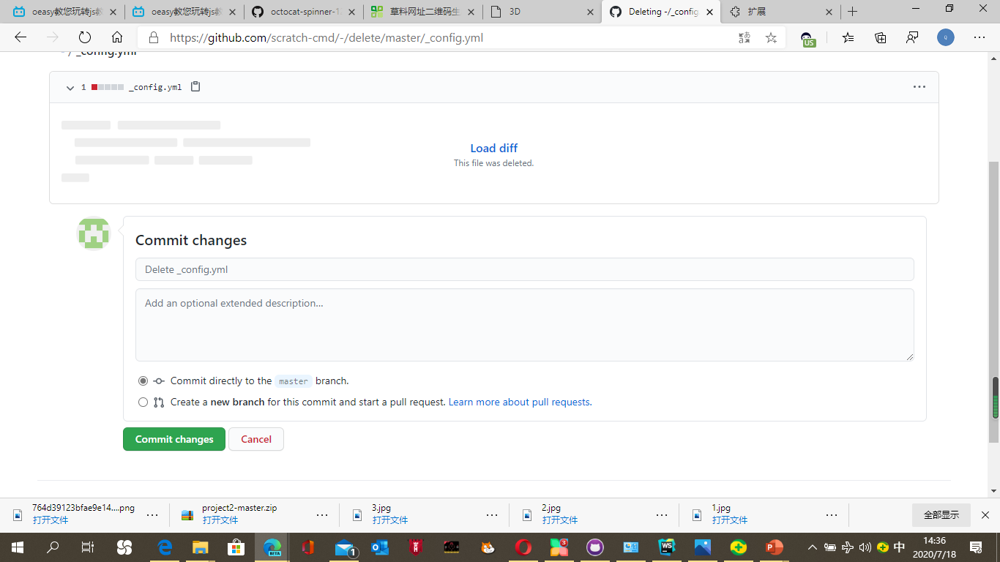 oeasy教您玩转js教
oeasy教您玩转js教
octocat-spinner-12
草料网址二维码生
3D
Deleting -/_config
扩展
https://github.com/scratch-cmd/-/delete/master/_config.yml
US
Q
- / _config.yml
1 _config.yml
Load diff
This file was deleted.
Commit changes
Delete _config.yml
Add an optional extended description...
Commit directly to the master branch.
Create a new branch for this commit and start a pull request. Learn more about pull requests.
Commit changes
Cancel
764d39123bfae9e14....png
打开文件
project2-master.zip
打开文件
3.jpg
打开文件
2.jpg
打开文件
1.jpg
打开文件
全部显示
BETA
1
3
WS
中
14:36
2020/7/18